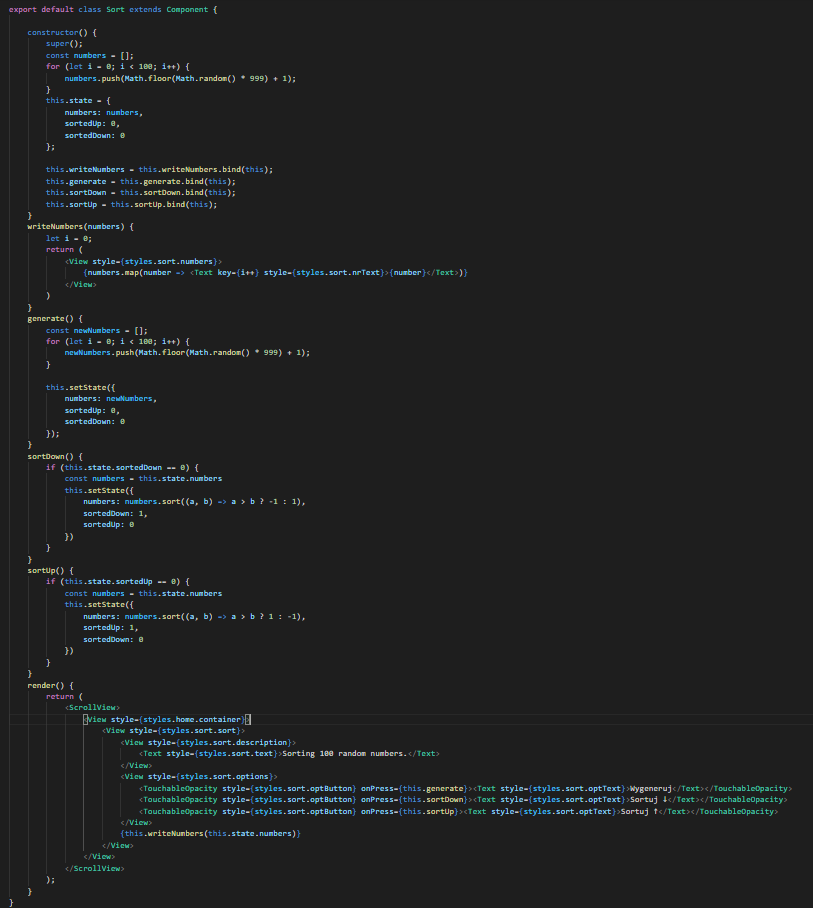 export default class Sort extends Component {
constructor() {
super();
const numbers = [];
for (let i = 0; i < 100; i++) {
numbers.push(Math.floor(Math.random() * 999) + 1);
}
this.state = {
numbers: numbers,
sortedUp: 0,
sortedDown: 0
};
this.writeNumbers = this.writeNumbers.bind(this);
this.generate = this.generate.bind(this);
this.sortDown = this.sortDown.bind(this);
this.sortUp = this.sortUp.bind(this);
}
writeNumbers(numbers) {
let i = 0;
return (
<View style={styles.sort.numbers}>
{numbers.map(number => <Text key={i++} style={styles.sort.nrText}>{number}</Text>)}
</View>
)
}
generate() {
const newNumbers = [];
for (let i = 0; i < 100; i++) {
newNumbers.push(Math.floor(Math.random() * 999) + 1);
}
this.setState({
numbers: newNumbers,
sortedUp: 0,
sortedDown: 0
});
}
sortDown() {
if (this.state.sortedDown == 0) {
const numbers = this.state.numbers
this.setState({
numbers: numbers.sort((a, b) => a > b ? -1 : 1),
sortedDown: 1,
sortedUp: 0
})
}
}
sortUp() {
if (this.state.sortedUp == 0) {
const numbers = this.state.numbers
this.setState({
numbers: numbers.sort((a, b) => a > b ? 1 : -1),
sortedUp: 1,
sortedDown: 0
})
}
}
render() {
return (
<ScrollView>
<View style={styles.home.container}>
<View style={styles.sort.sort}>
<View style={styles.sort.description}>
<Text style={styles.sort.text}>Sorting 100 random numbers.</Text>
</View>
<View style={styles.sort.options}>
<TouchableOpacity style={styles.sort.optButton} onPress={this.generate}><Text style={styles.sort.optText}>Wygeneruj</Text></TouchableOpacity>
<TouchableOpacity style={styles.sort.optButton} onPress={this.sortDown}><Text style={styles.sort.optText}>Sortuj ↓</Text></TouchableOpacity>
<TouchableOpacity style={styles.sort.optButton} onPress={this.sortUp}><Text style={styles.sort.optText}>Sortuj ↑</Text></TouchableOpacity>
</View>
{this.writeNumbers(this.state.numbers)}
</View>
</View>
</ScrollView>
);
}
}